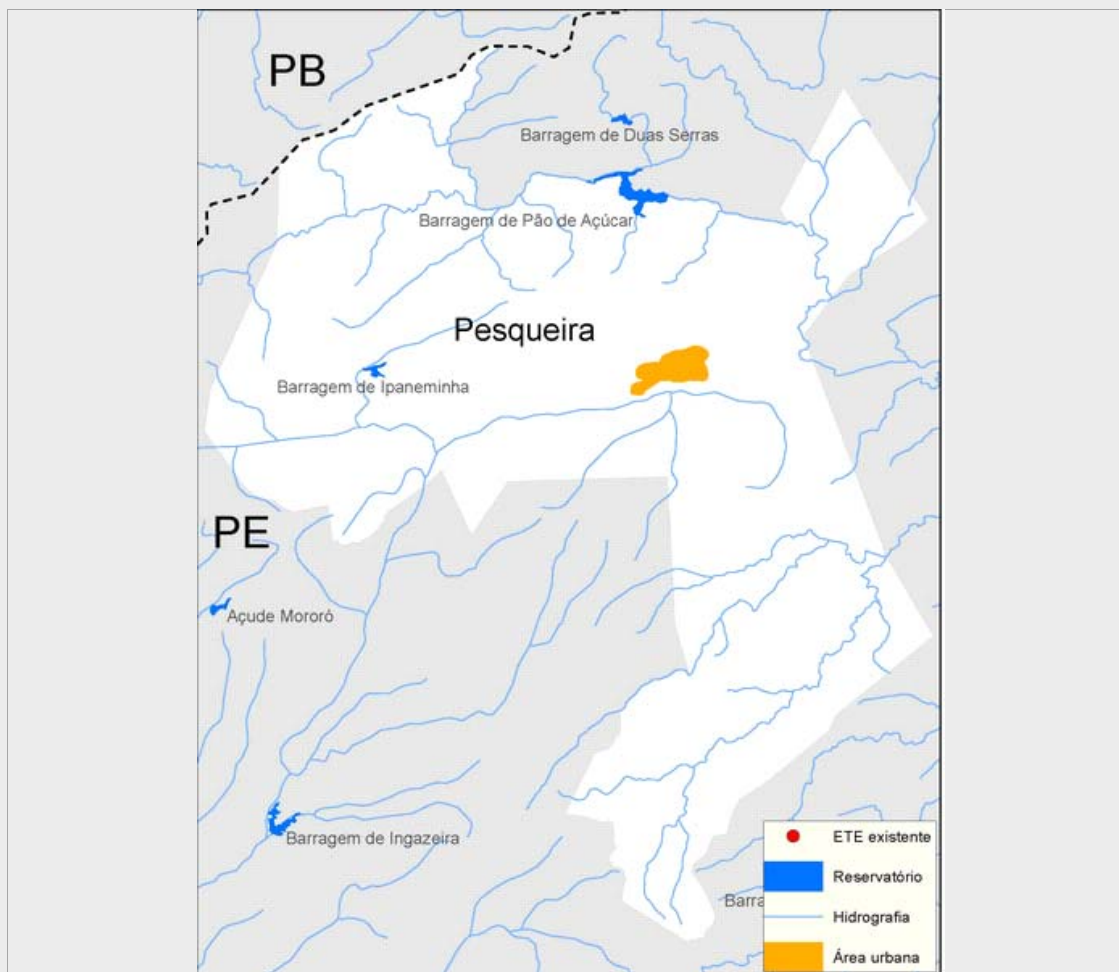 PB
Barragem de Duas Serras
Barragem de Pão de Açúcar
Pesqueira
Barragem de Ipaneminha
PE
Açude Mororó
Barragem de Ingazeira
Barra
ETE existente
Reservatório
Hidrografia
Área urbana